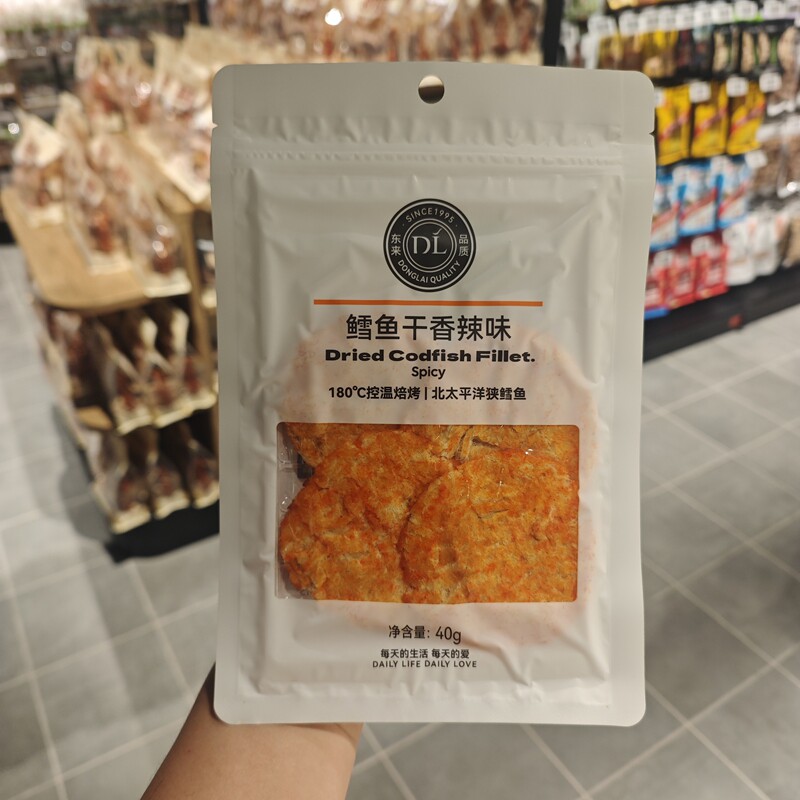 SINCE1995
东来
DL
品质
DONGLAI QUALITY
鳕鱼干香辣味
Dried Codfish Fillet.
Spicy
180℃控温焙烤 | 北太平洋狭鳕鱼
净含量: 40g
每天的生活 每天的爱
DAILY LIFE DAILY LOVE